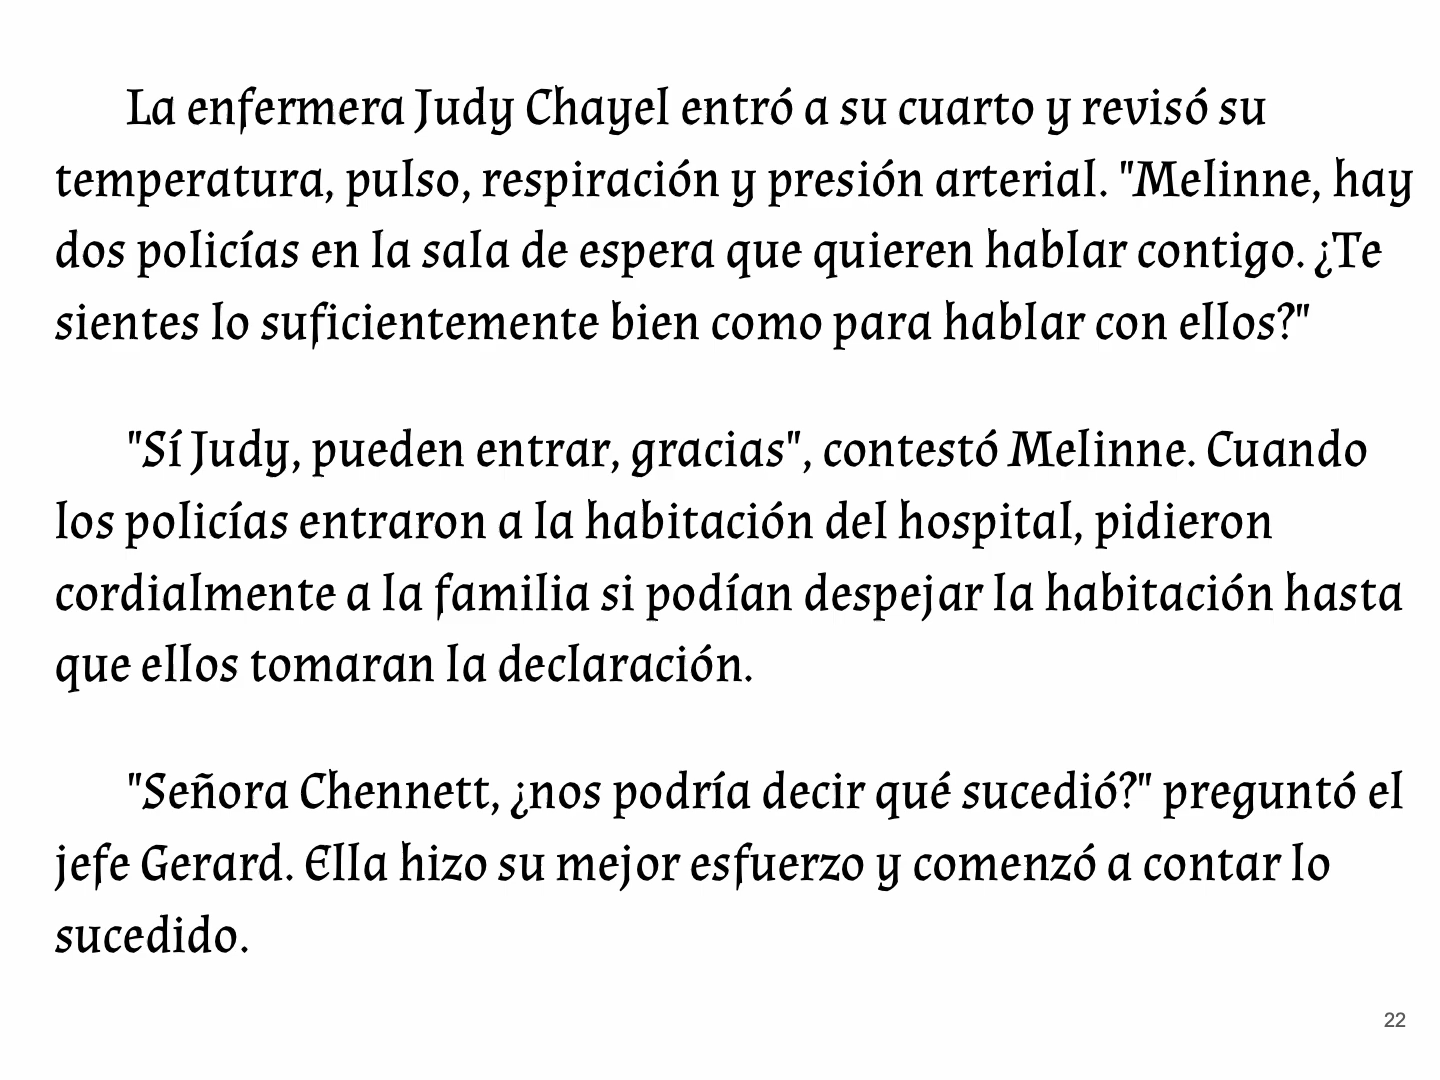 La enfermera Judy Chayel entró a su cuarto y revisó su
temperatura, pulso, respiración y presión arterial. "Melinne, hay
dos policías en la sala de espera que quieren hablar contigo. ¿Te
sientes lo suficientemente bien como para hablar con ellos?"
"Sí Judy, pueden entrar, gracias", contestó Melinne. Cuando
los policías entraron a la habitación del hospital, pidieron
cordialmente a la familia si podían despejar la habitación hasta
que ellos tomaran la declaración.
"Señora Chennett, ¿nos podría decir qué sucedió?" preguntó el
jefe Gerard. Ella hizo su mejor esfuerzo y comenzó a contar lo
sucedido.
22